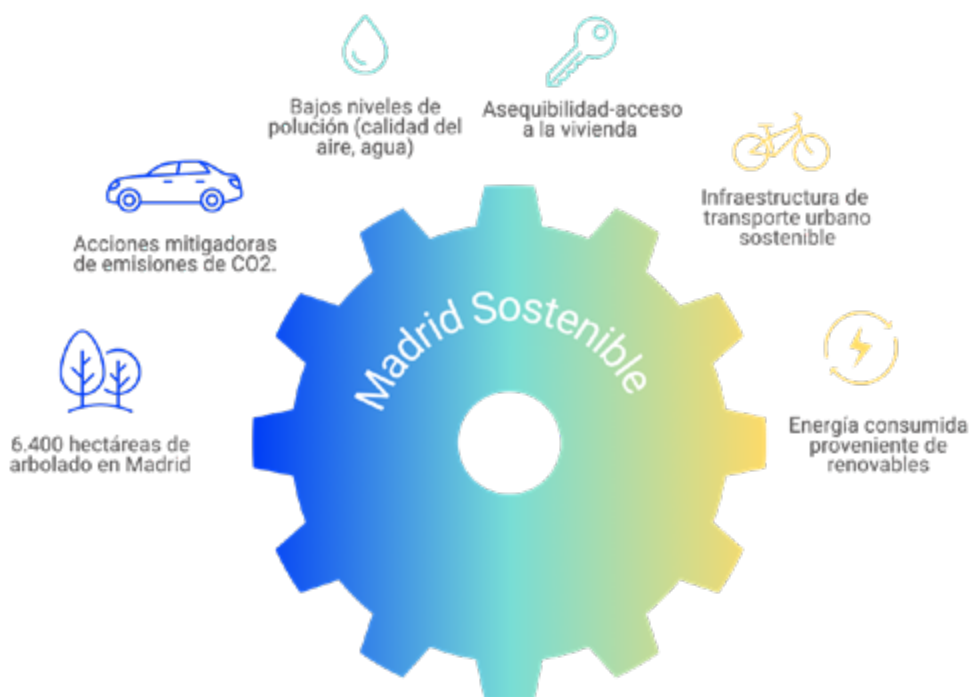 Bajos niveles de
polución (calidad del
aire, agua)
Asequibilidad-acceso
a la vivienda
Acciones mitigadoras
de emisiones de CO2.
Infraestructura de
transporte urbano
sostenible
6.400 hectáreas de
arbolado en Madrid
Energía consumida
proveniente de
renovables
Madrid Sostenible